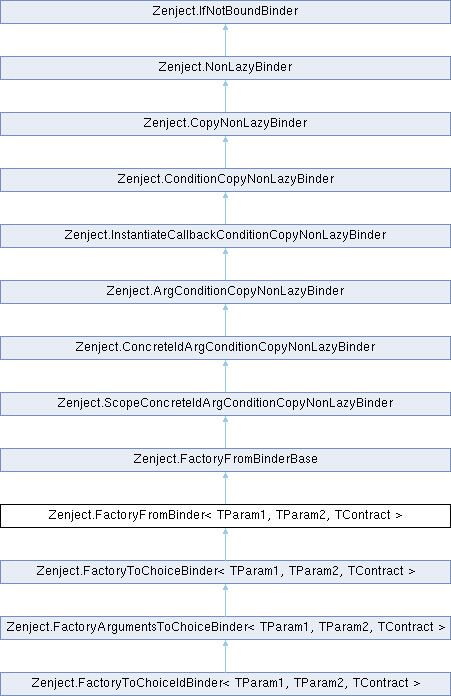 Zenject.IfNotBoundBinder
Zenject.NonLazyBinder
Zenject.CopyNonLazyBinder
Zenject.ConditionCopyNonLazyBinder
Zenject.InstantiateCallbackConditionCopyNonLazyBinder
Zenject.ArgConditionCopyNonLazyBinder
Zenject.ConcreteIdArgConditionCopyNonLazyBinder
Zenject.ScopeConcreteIdArgConditionCopyNonLazyBinder
Zenject.FactoryFromBinderBase
Zenject.FactoryFromBinder< TParam1, TParam2, TContract >
Zenject.FactoryToChoiceBinder< TParam1, TParam2, TContract >
Zenject.FactoryArgumentsToChoiceBinder< TParam1, TParam2, TContract >
Zenject.FactoryToChoiceIdBinder< TParam1, TParam2, TContract >